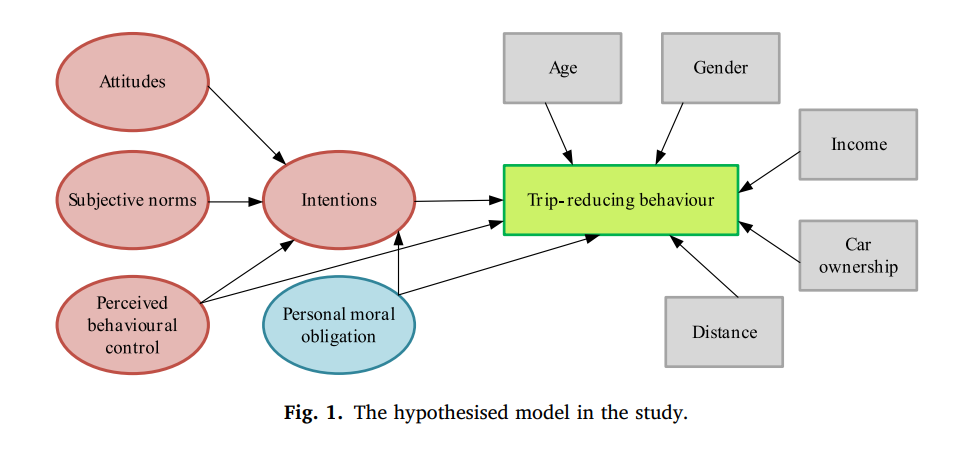 Attitudes
Age
Gender
Income
Subjective norms
Intentions
Trip-reducing behaviour
Car
ownership
Perceived
behavioural
control
Personal moral
obligation
Distance
Fig. 1. The hypothesised model in the study.